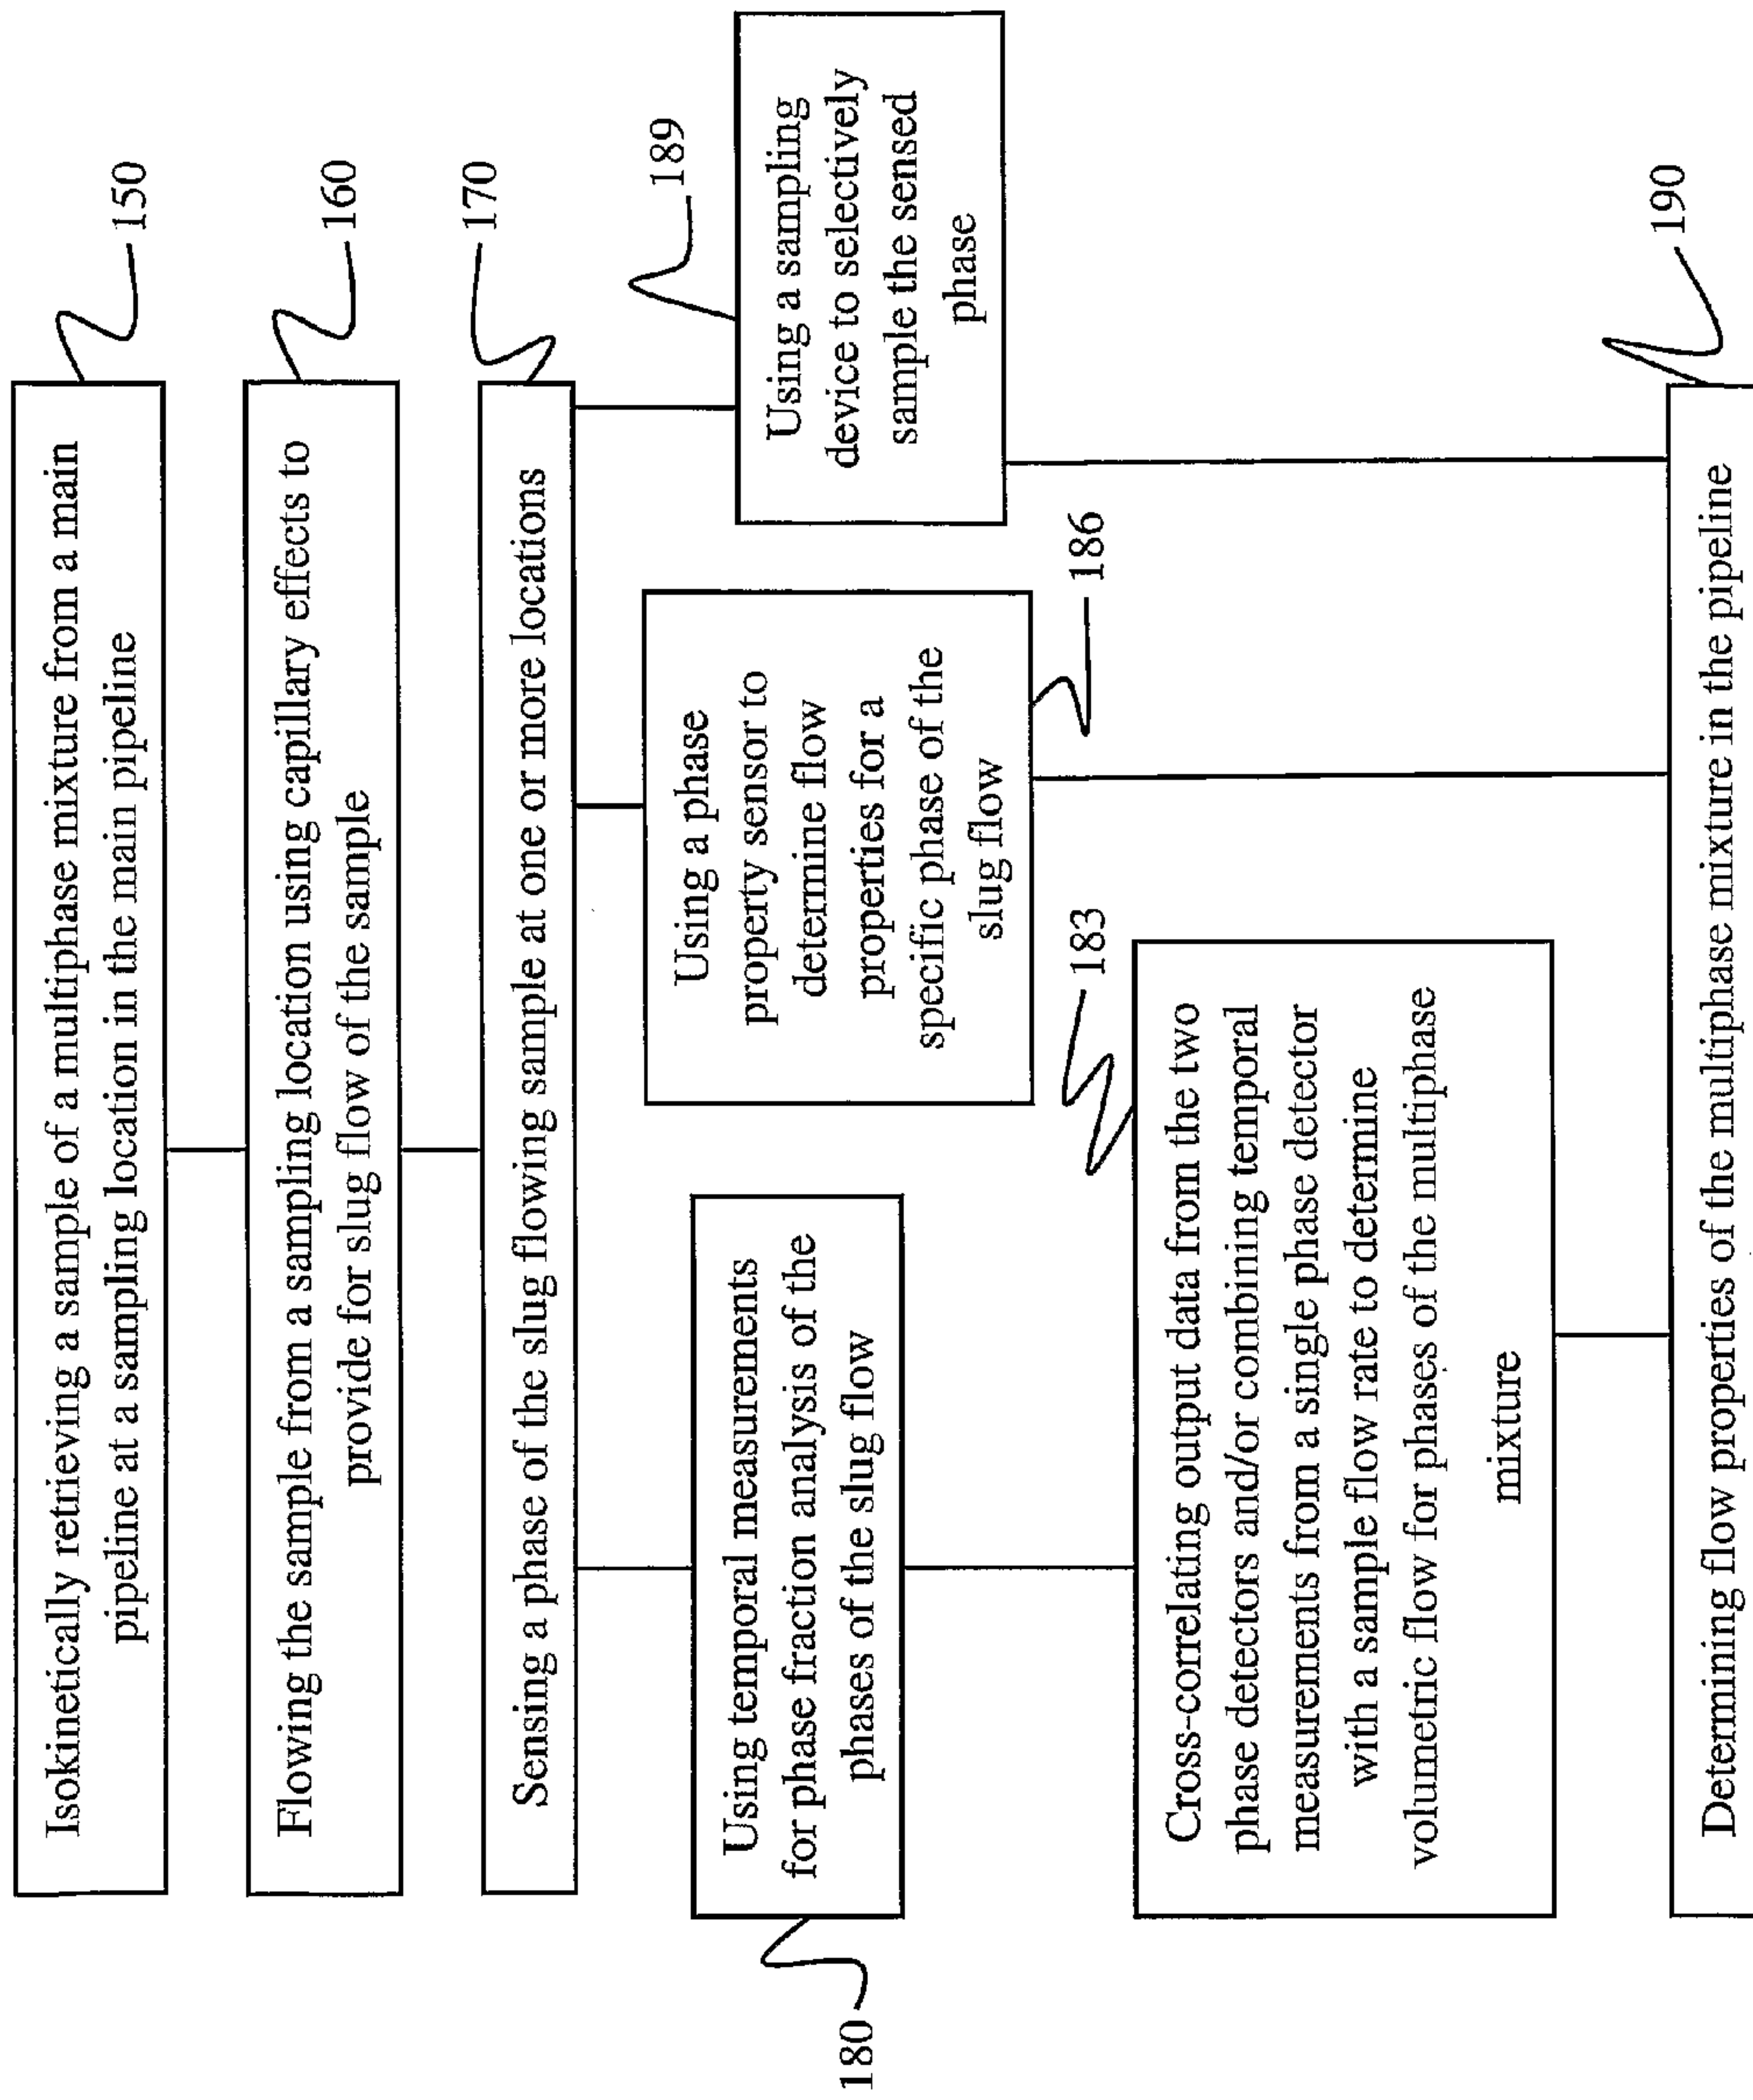 Isokinetically retrieving a sample of a multiphase mixture from a main
pipeline at a sampling location in the main pipeline
150
Flowing the sample from a sampling location using capillary effects to
provide for slug flow of the sample
160
Sensing a phase of the slug flowing sample at one or more locations
170
180
Using temporal measurements
for phase fraction analysis of the
phases of the slug flow
Using a phase
property sensor to
determine flow
properties for a
specific phase of the
slug flow
186
189
Using a sampling
device to selectively
sample the sensed
phase
183
Cross-correlating output data from the two
phase detectors and/or combining temporal
measurements from a single phase detector
with a sample flow rate to determine
volumetric flow for phases of the multiphase
mixture
190
Determining flow properties of the multiphase mixture in the pipeline